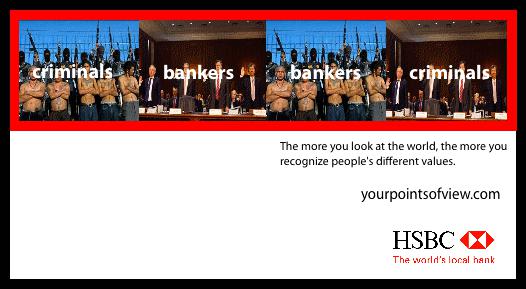 criminals bankers bankers criminals
The more you look at the world, the more you
recognize people's different values.
yourpointsofview.com
HSBC
The world's local bank